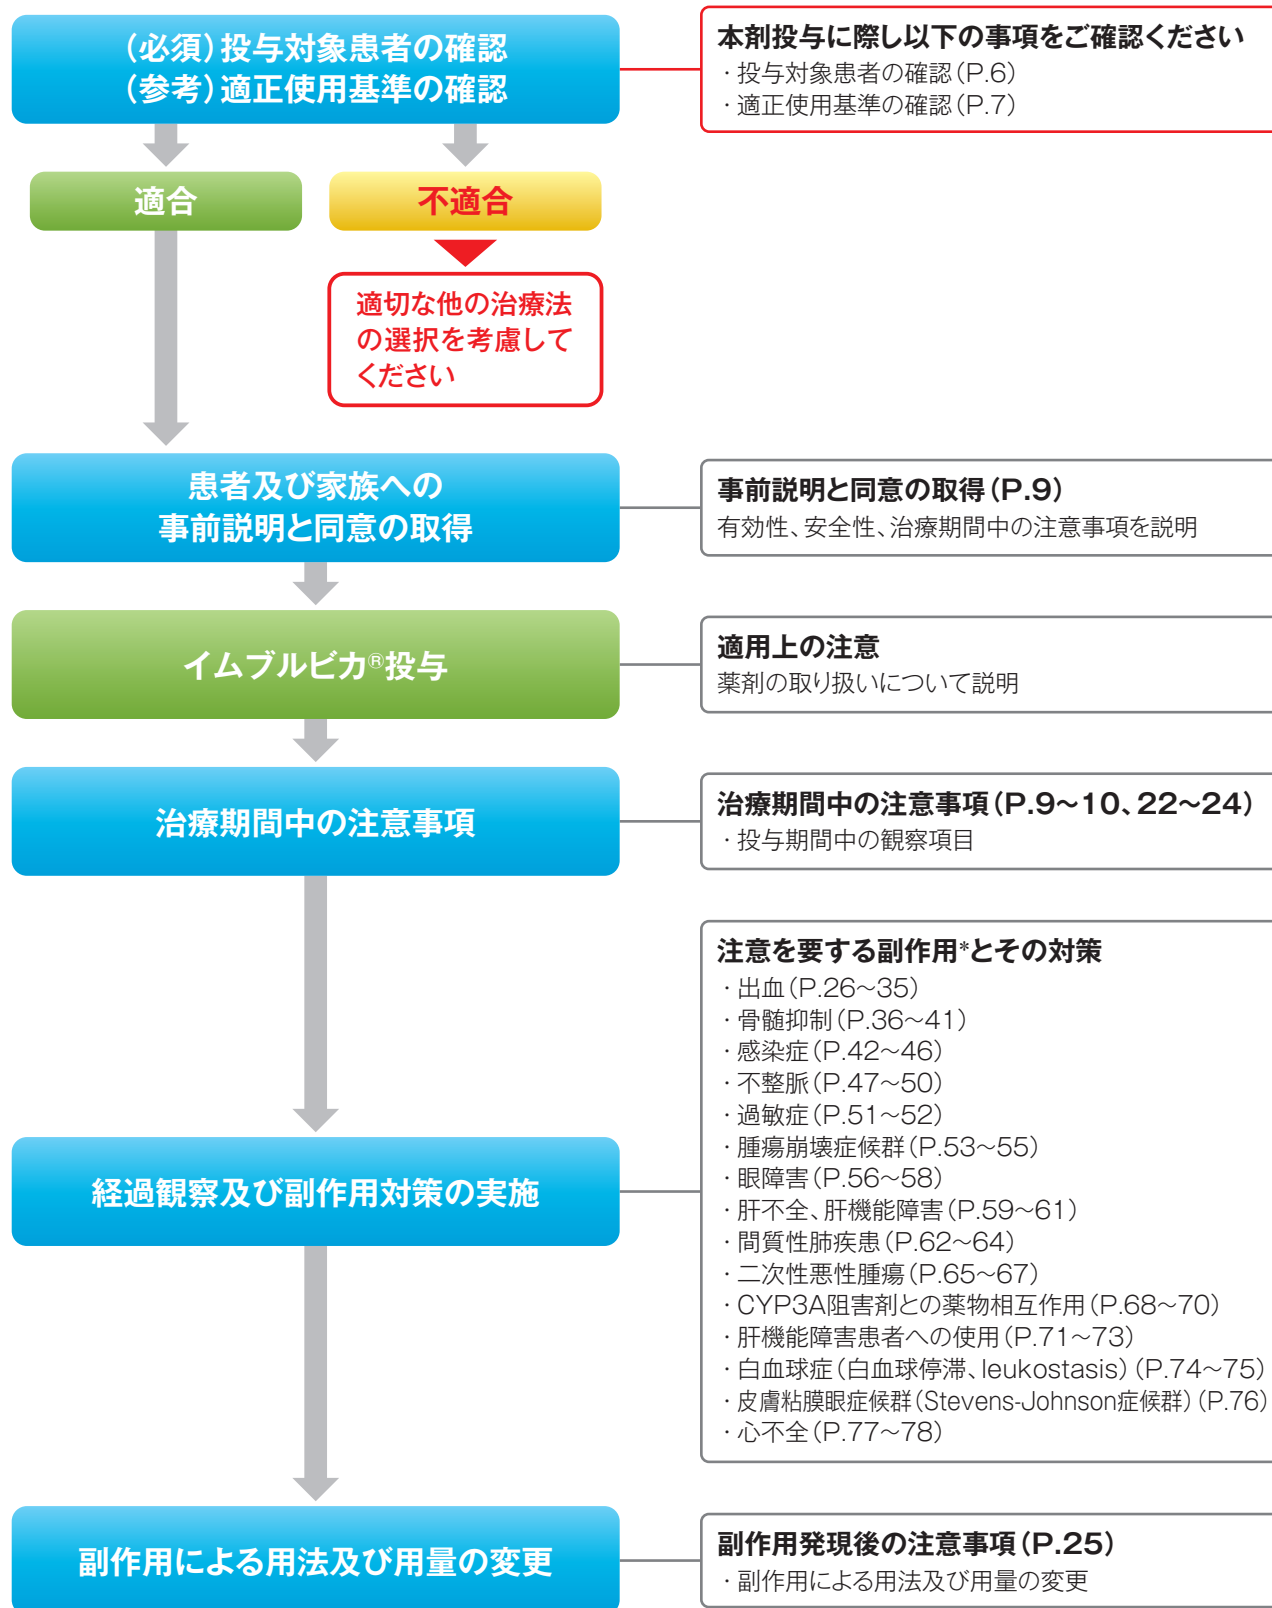 （必須）投与対象患者の確認
（参考）適正使用基準の確認
本剤投与に際し以下の事項をご確認ください
・投与対象患者の確認（P.6）
・適正使用基準の確認（P.7）
適合
不適合
適切な他の治療法
の選択を考慮して
ください
患者及び家族への
事前説明と同意の取得
事前説明と同意の取得（P.9）
有効性、安全性、治療期間中の注意事項を説明
イムブルビカ®投与
適用上の注意
薬剤の取り扱いについて説明
治療期間中の注意事項
治療期間中の注意事項（P.9～10、22～24）
・投与期間中の観察項目
経過観察及び副作用対策の実施
注意を要する副作用*とその対策
・出血（P.26～35）
・骨髄抑制（P.36～41）
・感染症（P.42～46）
・不整脈（P.47～50）
・過敏症（P.51～52）
・腫瘍崩壊症候群（P.53～55）
・眼障害（P.56～58）
・肝不全、肝機能障害（P.59～61）
・間質性肺疾患（P.62～64）
・二次性悪性腫瘍（P.65～67）
・CYP3A阻害剤との薬物相互作用（P.68～70）
・肝機能障害患者への使用（P.71～73）
・白血球症（白血球停滞、leukostasis）（P.74～75）
・皮膚粘膜眼症候群（Stevens-Johnson症候群）（P.76）
・心不全（P.77～78）
副作用による用法及び用量の変更
副作用発現後の注意事項（P.25）
・副作用による用法及び用量の変更